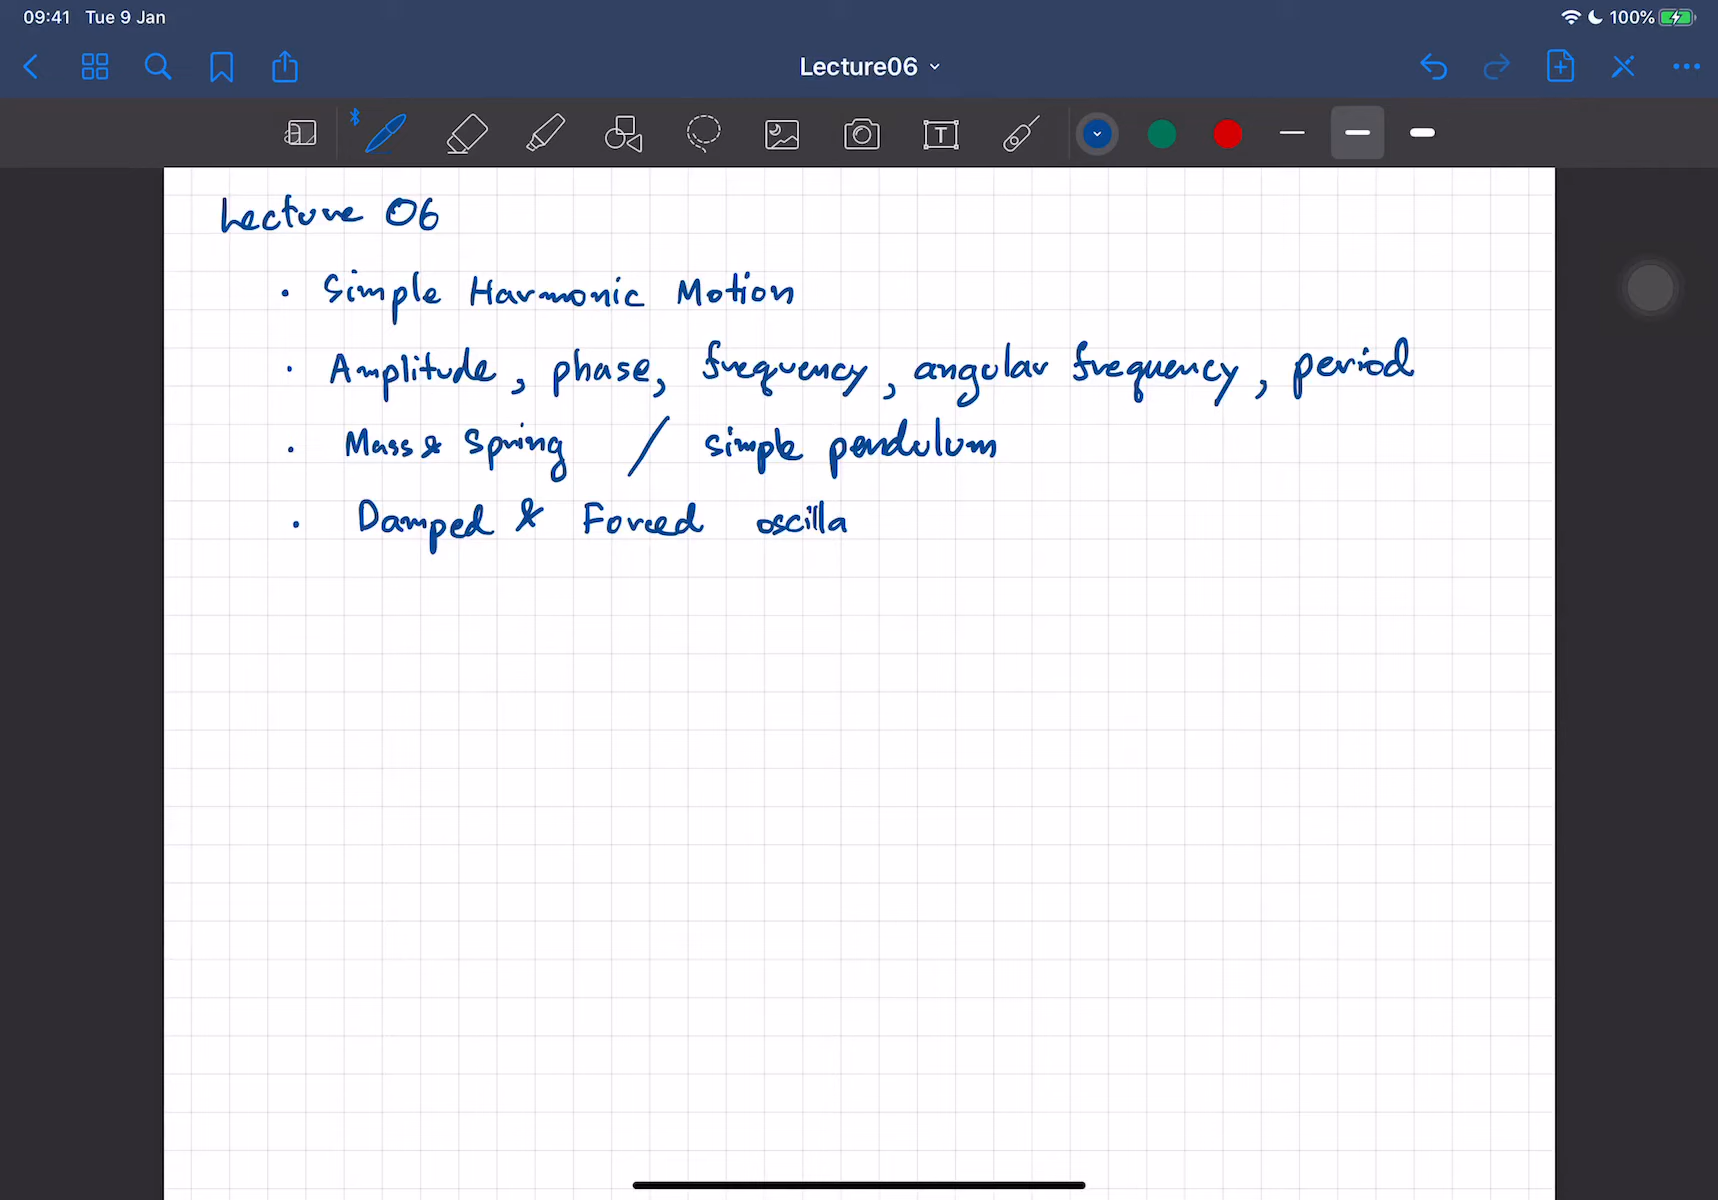 09:41 Tue 9 Jan 100%
Lecture06
Lecture 06
· Simple Harmonic Motion
· Amplitude, phase, frequency, angular frequency, period
· Mass & Spring / simple pendulum
· Damped & Forced oscilla